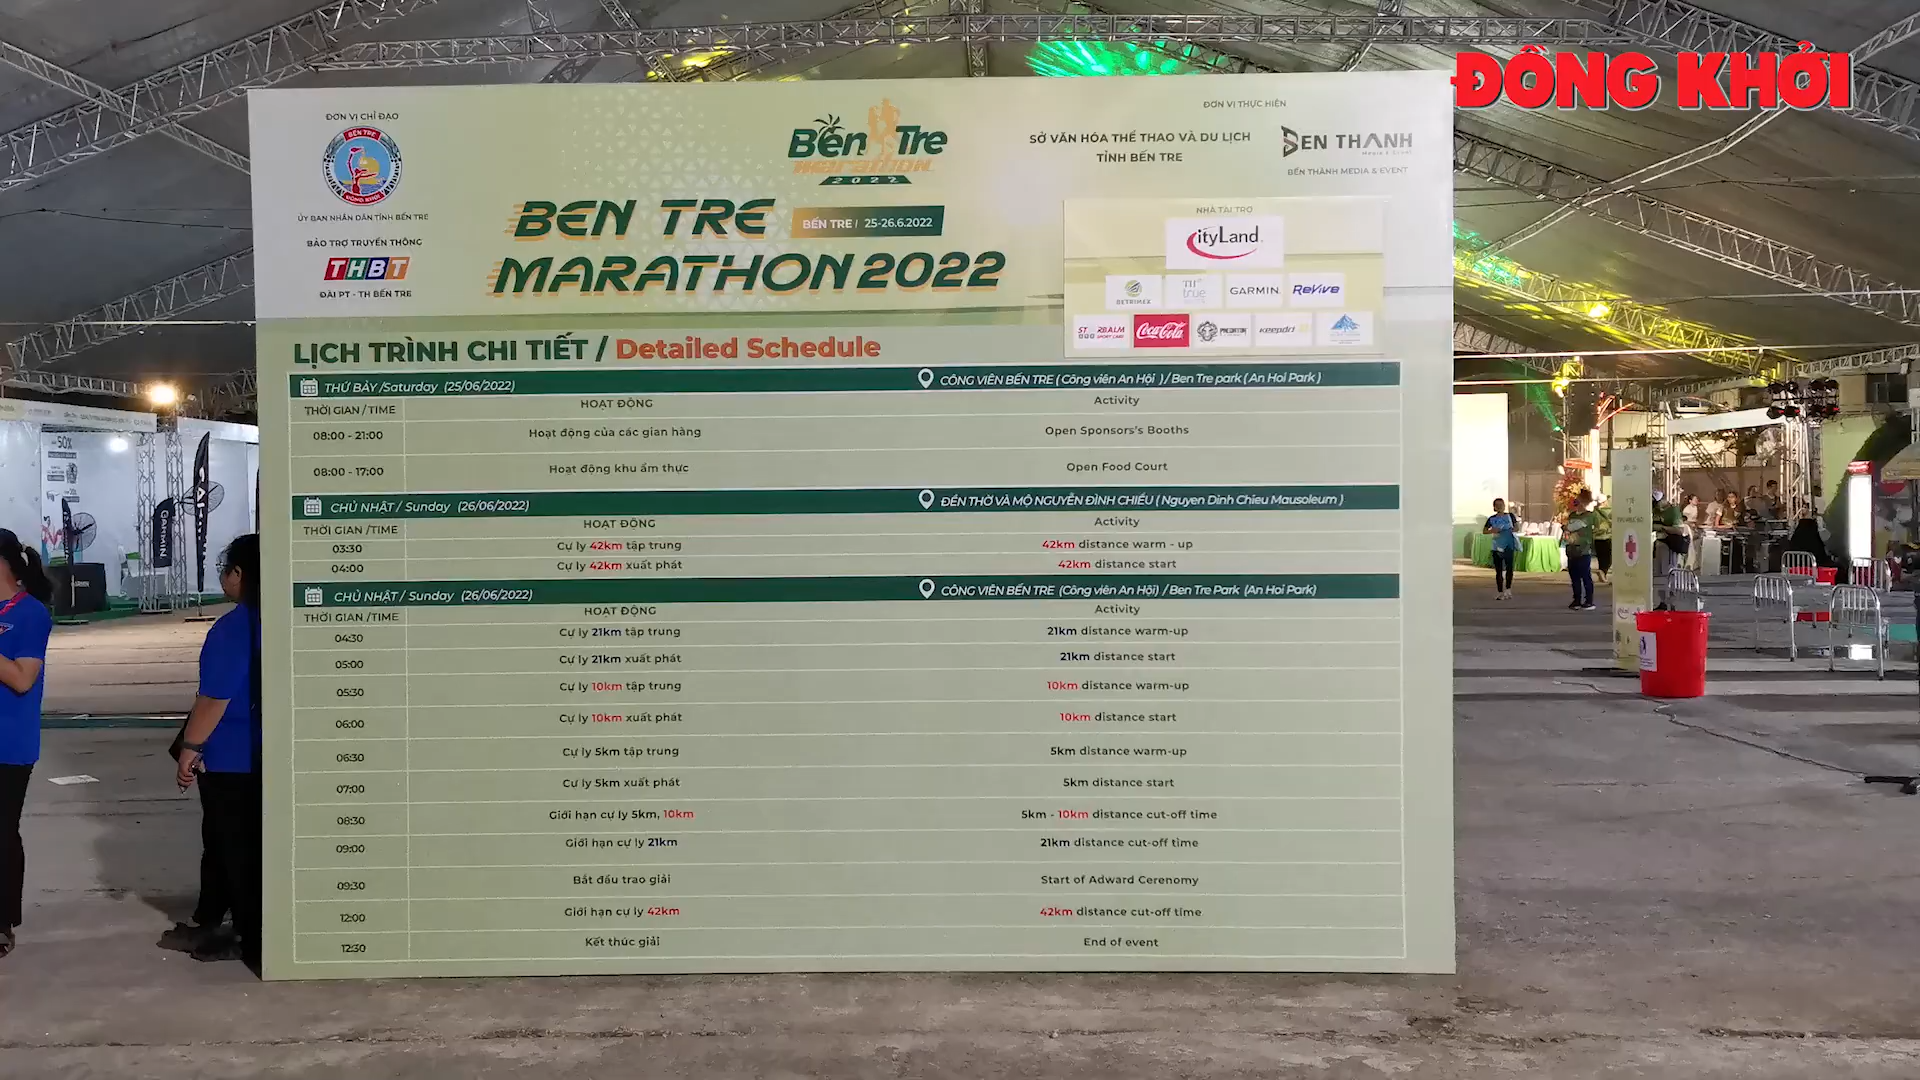 ĐỒNG KHỞI
ĐƠN VỊ CHỈ ĐẠO
BẾN TRE
ĐỒNG KHỞI
ỦY BAN NHÂN DÂN TỈNH BẾN TRE
BẢO TRỢ TRUYỀN THÔNG
THBT
ĐÀI PT - TH BẾN TRE
Bến Tre
MARATHON
2022
BEN TRE
BẾN TRE / 25-26.6.2022
MARATHON 2022
ĐƠN VỊ THỰC HIỆN
SỞ VĂN HÓA THỂ THAO VÀ DU LỊCH
TỈNH BẾN TRE
BEN THANH
Media & Event
BẾN THÀNH MEDIA & EVENT
NHÀ TÀI TRỢ
CityLand
BETRIMEX
TH true
GARMIN
ReVive
STARBALM
SPORT CARE
Coca-Cola
PREDATOR
keepdri
LỊCH TRÌNH CHI TIẾT / Detailed Schedule
THỨ BẢY /Saturday (25/06/2022) CÔNG VIÊN BẾN TRE ( Công viên An Hội ) / Ben Tre park ( An Hoi Park )
THỜI GIAN / TIME HOẠT ĐỘNG Activity
08:00 - 21:00 Hoạt động của các gian hàng Open Sponsors's Booths
08:00 - 17:00 Hoạt động khu ẩm thực Open Food Court
CHỦ NHẬT / Sunday (26/06/2022) ĐỀN THỜ VÀ MỘ NGUYỄN ĐÌNH CHIỂU ( Nguyen Dinh Chieu Mausoleum )
THỜI GIAN /TIME HOẠT ĐỘNG Activity
03:30 Cự ly 42km tập trung 42km distance warm - up
04:00 Cự ly 42km xuất phát 42km distance start
CHỦ NHẬT / Sunday (26/06/2022) CÔNG VIÊN BẾN TRE (Công viên An Hội) / Ben Tre Park (An Hoi Park)
THỜI GIAN /TIME HOẠT ĐỘNG Activity
04:30 Cự ly 21km tập trung 21km distance warm-up
05:00 Cự ly 21km xuất phát 21km distance start
05:30 Cự ly 10km tập trung 10km distance warm-up
06:00 Cự ly 10km xuất phát 10km distance start
06:30 Cự ly 5km tập trung 5km distance warm-up
07:00 Cự ly 5km xuất phát 5km distance start
08:30 Giới hạn cự ly 5km, 10km 5km - 10km distance cut-off time
09:00 Giới hạn cự ly 21km 21km distance cut-off time
09:30 Bắt đầu trao giải Start of Adward Ceremony
12:00 Giới hạn cự ly 42km 42km distance cut-off time
12:30 Kết thúc giải End of event
50%
GARMIN